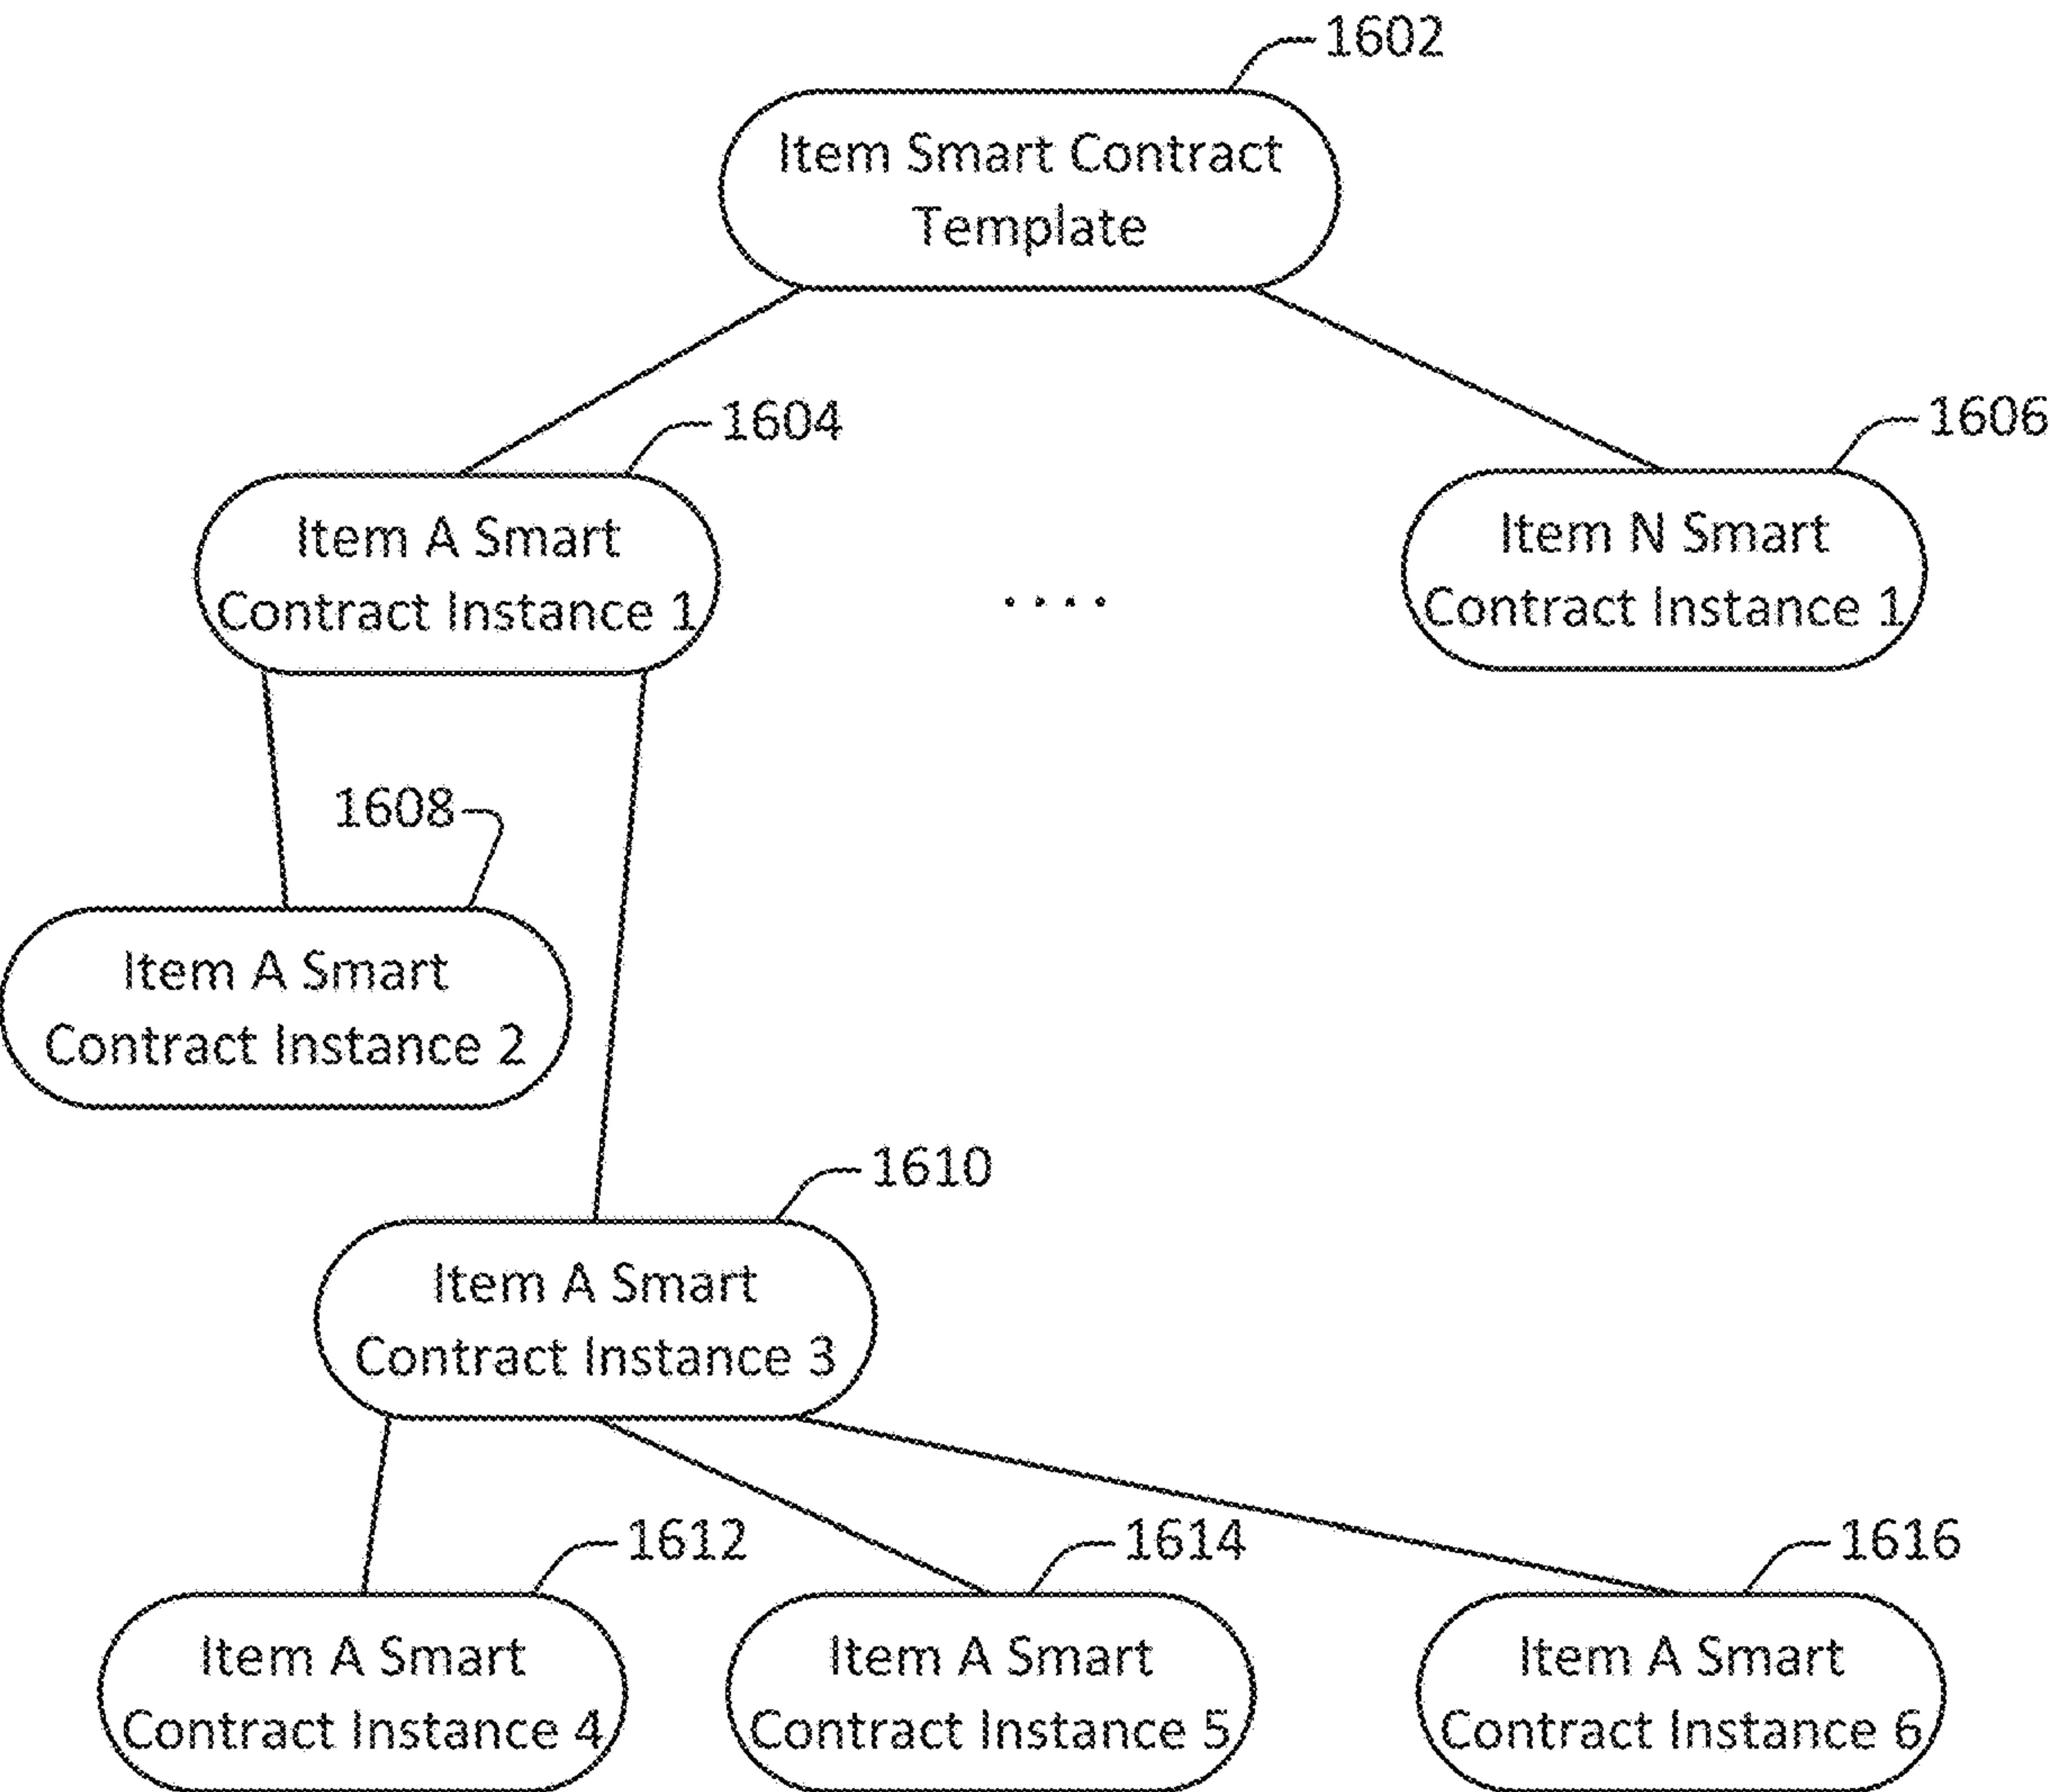 1602
Item Smart Contract
Template
1604
1606
Item A Smart
Contract Instance 1
. . . .
Item N Smart
Contract Instance 1
1608
Item A Smart
Contract Instance 2
1610
Item A Smart
Contract Instance 3
1612
1614
1616
Item A Smart
Contract Instance 4
Item A Smart
Contract Instance 5
Item A Smart
Contract Instance 6